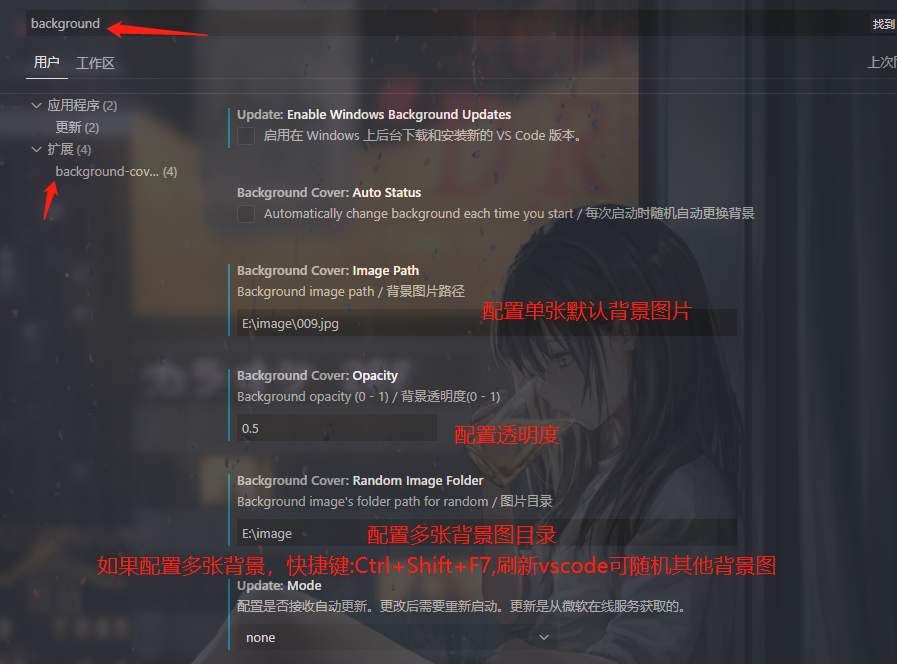 background
找到
用户 工作区
上次同
应用程序 (2)
更新 (2)
扩展 (4)
background-cov... (4)
Update: Enable Windows Background Updates
启用在 Windows 上后台下载和安装新的 VS Code 版本。
Background Cover: Auto Status
Automatically change background each time you start / 每次启动时随机自动更换背景
Background Cover: Image Path
Background image path / 背景图片路径
配置单张默认背景图片
E:\image\009.jpg
Background Cover: Opacity
Background opacity (0 - 1) / 背景透明度(0 - 1)
0.5
配置透明度
Background Cover: Random Image Folder
Background image's folder path for random / 图片目录
E:\image
配置多张背景图目录
如果配置多张背景，快捷键:Ctrl+Shift+F7,刷新vscode可随机其他背景图
Update: Mode
配置是否接收自动更新。更改后需要重新启动。更新是从微软在线服务获取的。
none